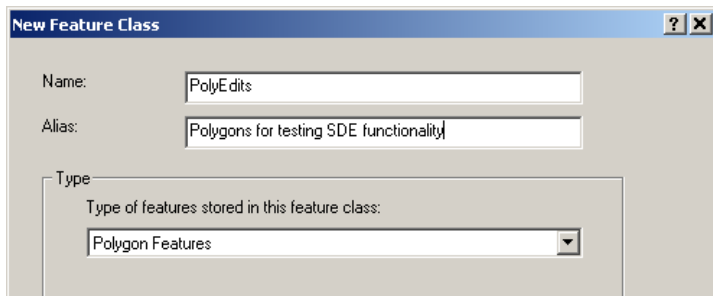 New Feature Class
Name: PolyEdits
Alias: Polygons for testing SDE functionality
Type
Type of features stored in this feature class:
Polygon Features